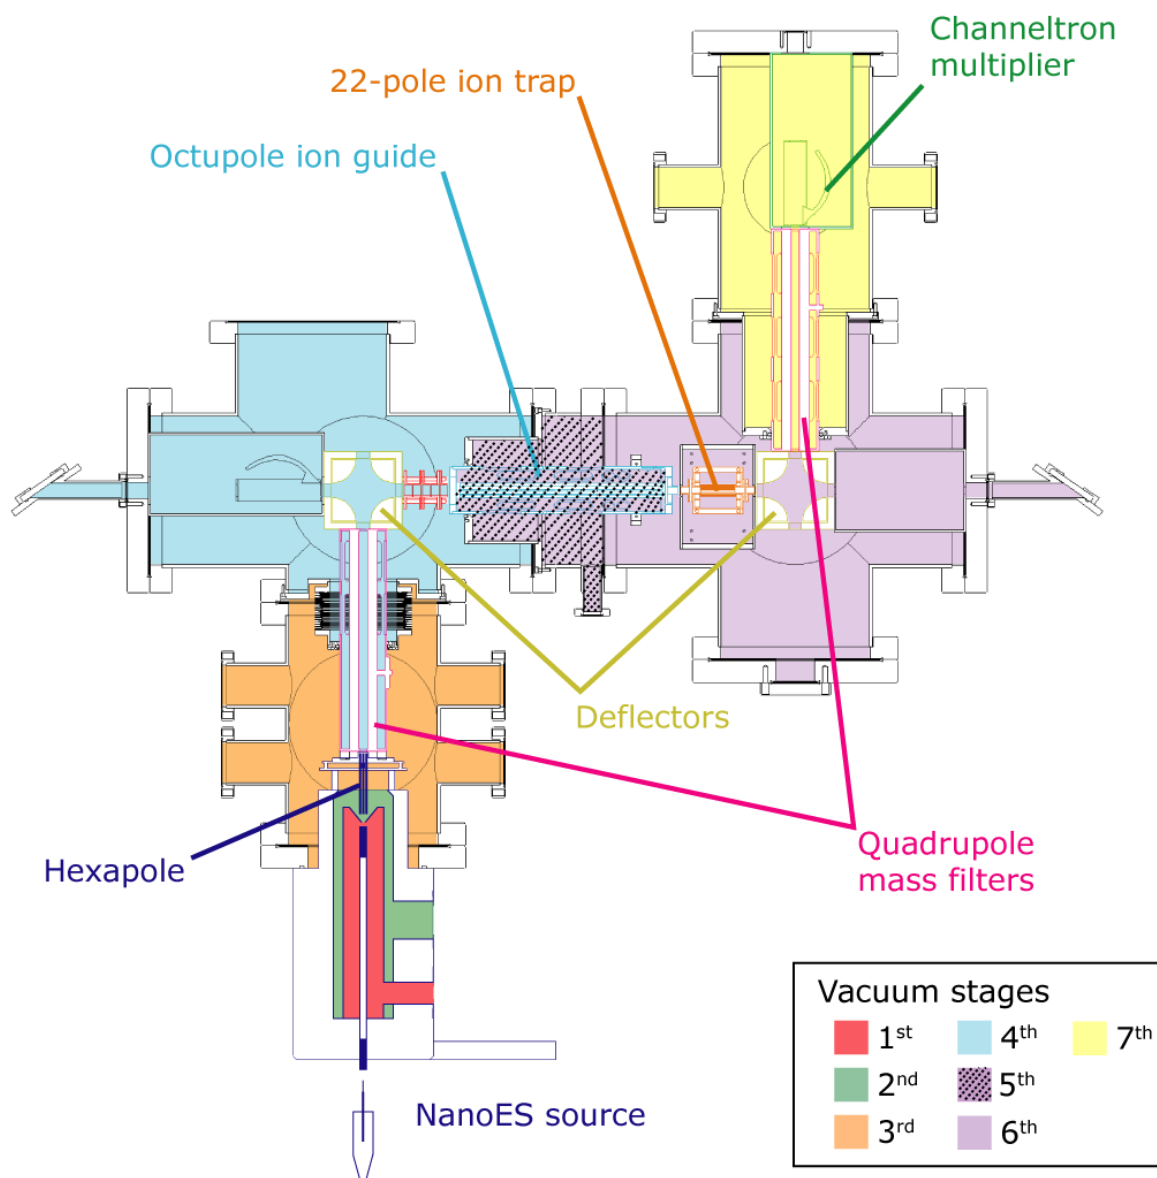 Channeltron
multiplier
22-pole ion trap
Octupole ion guide
Deflectors
Hexapole
Quadrupole
mass filters
NanoES source
Vacuum stages
1st 4th 7th
2nd 5th
3rd 6th